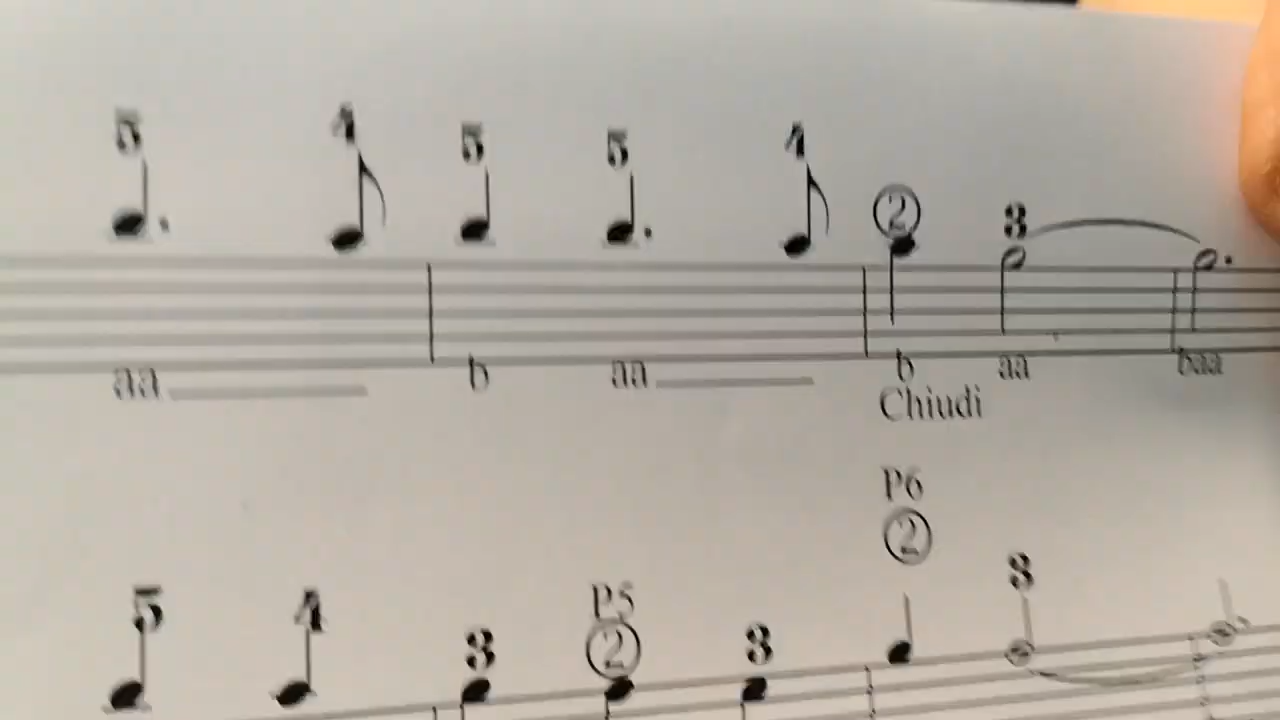 5 4 5 5 4 ② 3
aa b aa b aa baa
Chiudi
P6
②
3
P5
5 4 3 ② 3